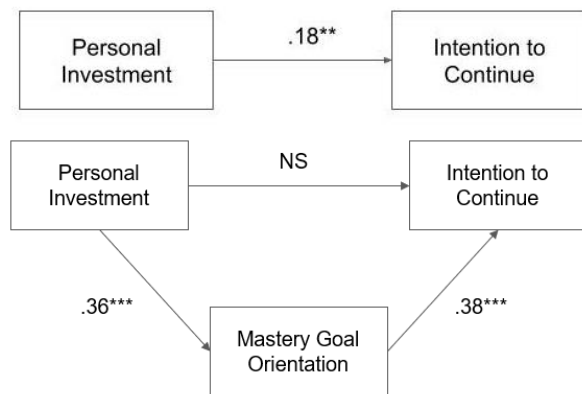 Personal
Investment
.18**
Intention to
Continue
Personal
Investment
NS
Intention to
Continue
.36***
.38***
Mastery Goal
Orientation